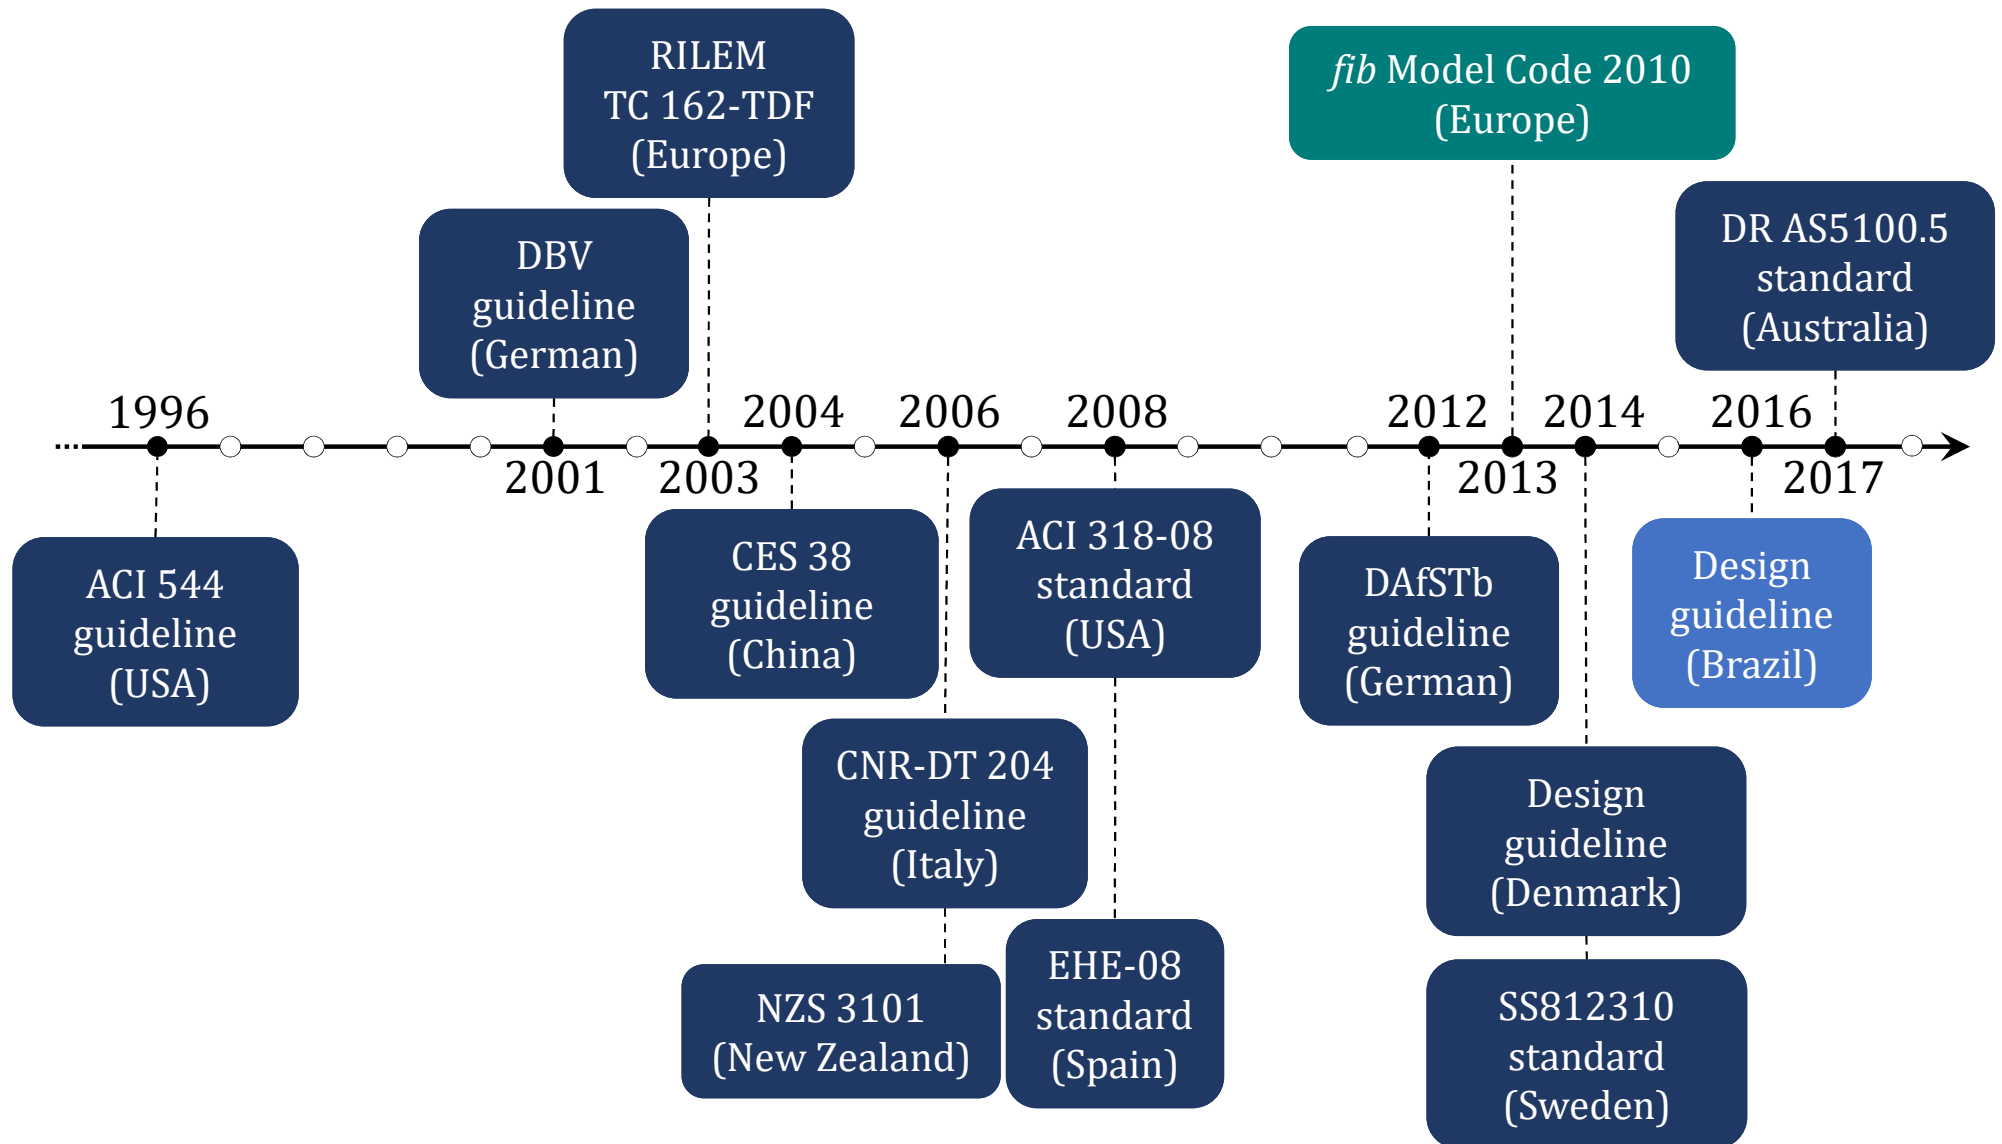 RILEM
TC 162-TDF
(Europe)
fib Model Code 2010
(Europe)
DBV
guideline
(German)
DR AS5100.5
standard
(Australia)
1996
2001
2003
2004
2006
2008
2012
2013
2014
2016
2017
ACI 544
guideline
(USA)
CES 38
guideline
(China)
ACI 318-08
standard
(USA)
DAfSTb
guideline
(German)
Design
guideline
(Brazil)
CNR-DT 204
guideline
(Italy)
Design
guideline
(Denmark)
NZS 3101
(New Zealand)
EHE-08
standard
(Spain)
SS812310
standard
(Sweden)